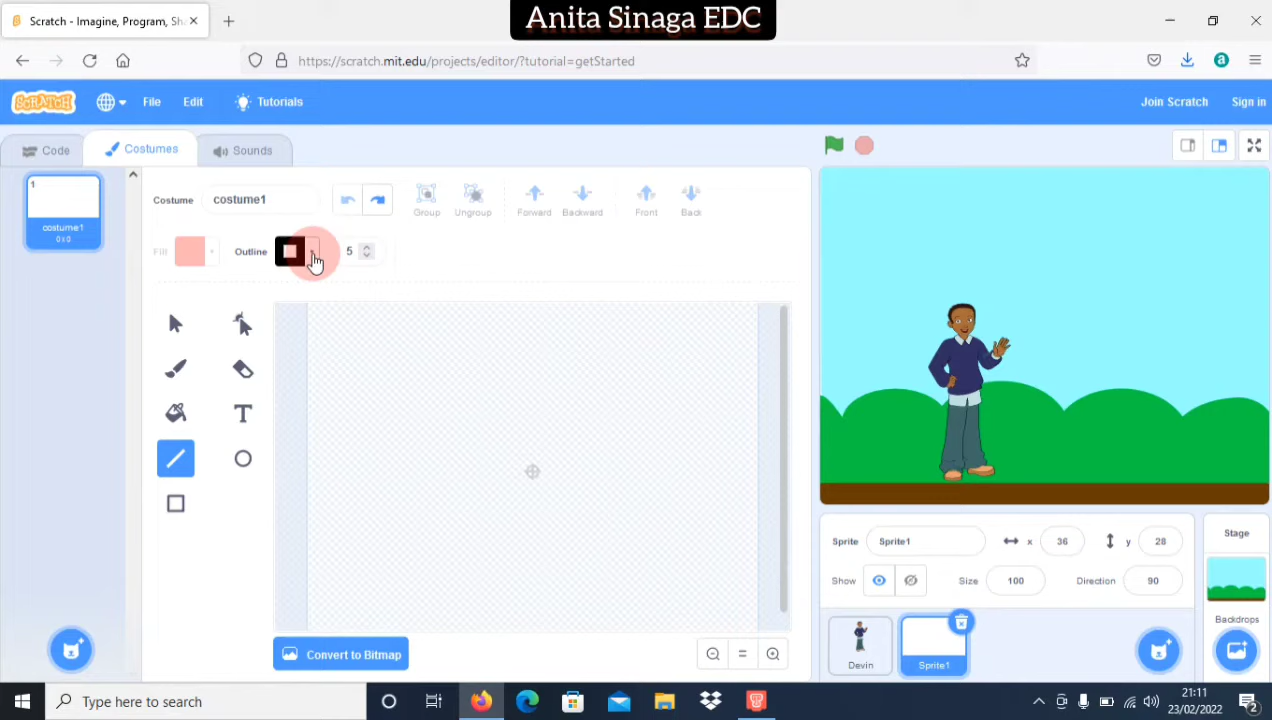 Anita Sinaga EDC
Scratch - Imagine, Program, Sh
https://scratch.mit.edu/projects/editor/?tutorial=getStarted
SCRATCH File Edit Tutorials Join Scratch Sign in
Code Costumes Sounds
1
costume1
0 x 0
Costume costume1 Group Ungroup Forward Backward Front Back
Fill Outline 5
T
Convert to Bitmap
Sprite Sprite1 x 36 y 28
Show Size 100 Direction 90
Devin
Sprite1
Stage
Backdrops
Type here to search
21:11
23/02/2022
2